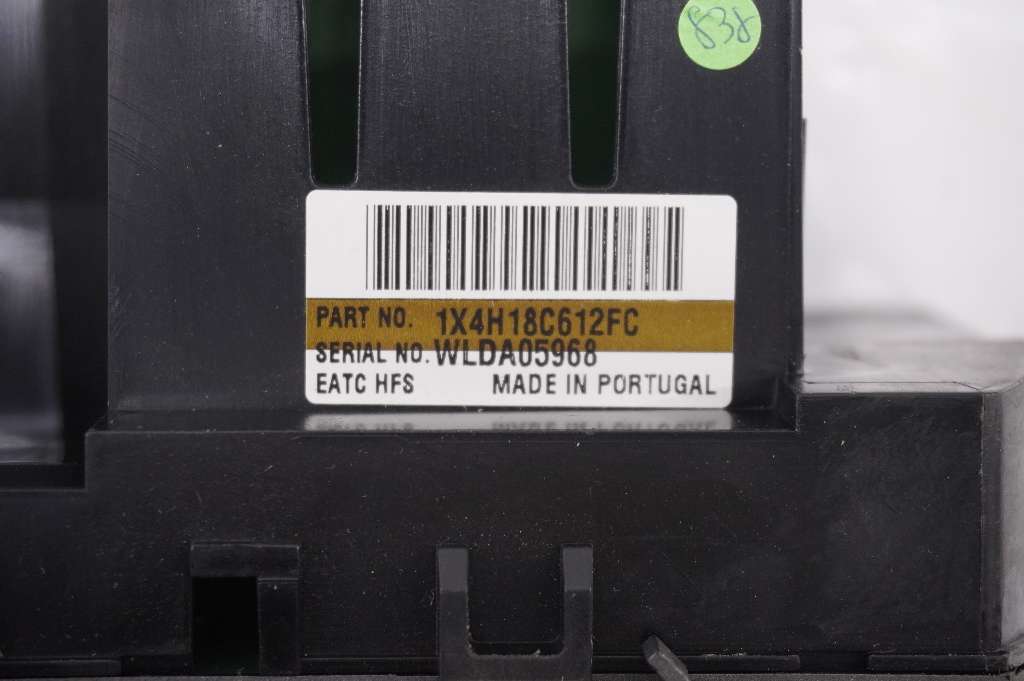 838
PART NO. 1X4H18C612FC
SERIAL NO. WLDA05968
EATC HFS MADE IN PORTUGAL